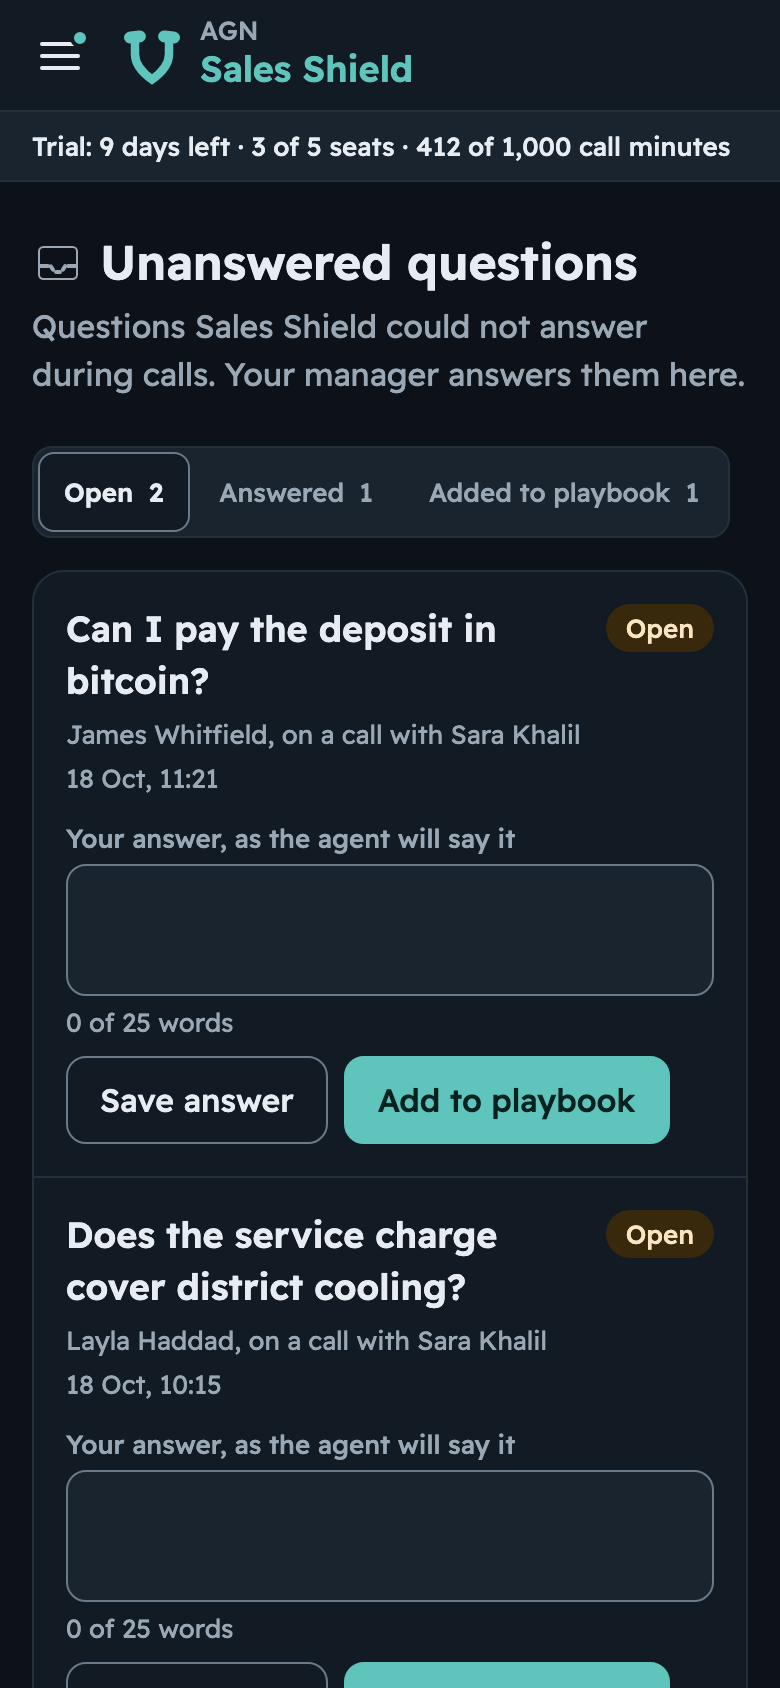 AGN
Sales Shield
Trial: 9 days left · 3 of 5 seats · 412 of 1,000 call minutes
Unanswered questions
Questions Sales Shield could not answer
during calls. Your manager answers them here.
Open 2 Answered 1 Added to playbook 1
Can I pay the deposit in
bitcoin?
Open
James Whitfield, on a call with Sara Khalil
18 Oct, 11:21
Your answer, as the agent will say it
0 of 25 words
Save answer Add to playbook
Does the service charge
cover district cooling?
Open
Layla Haddad, on a call with Sara Khalil
18 Oct, 10:15
Your answer, as the agent will say it
0 of 25 words